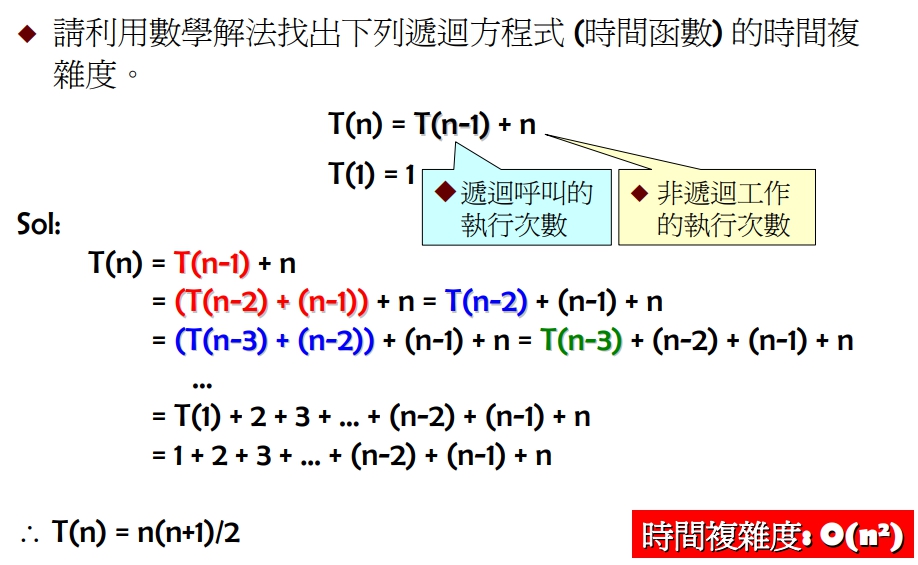 ◆ 請利用數學解法找出下列遞迴方程式 (時間函數) 的時間複
雜度。
T(n) = T(n-1) + n
T(1) = 1
◆ 遞迴呼叫的
執行次數
◆ 非遞迴工作
的執行次數
Sol:
T(n) = T(n-1) + n
= (T(n-2) + (n-1)) + n = T(n-2) + (n-1) + n
= (T(n-3) + (n-2)) + (n-1) + n = T(n-3) + (n-2) + (n-1) + n
...
= T(1) + 2 + 3 + ... + (n-2) + (n-1) + n
= 1 + 2 + 3 + ... + (n-2) + (n-1) + n
∴ T(n) = n(n+1)/2
時間複雜度: O(n²)